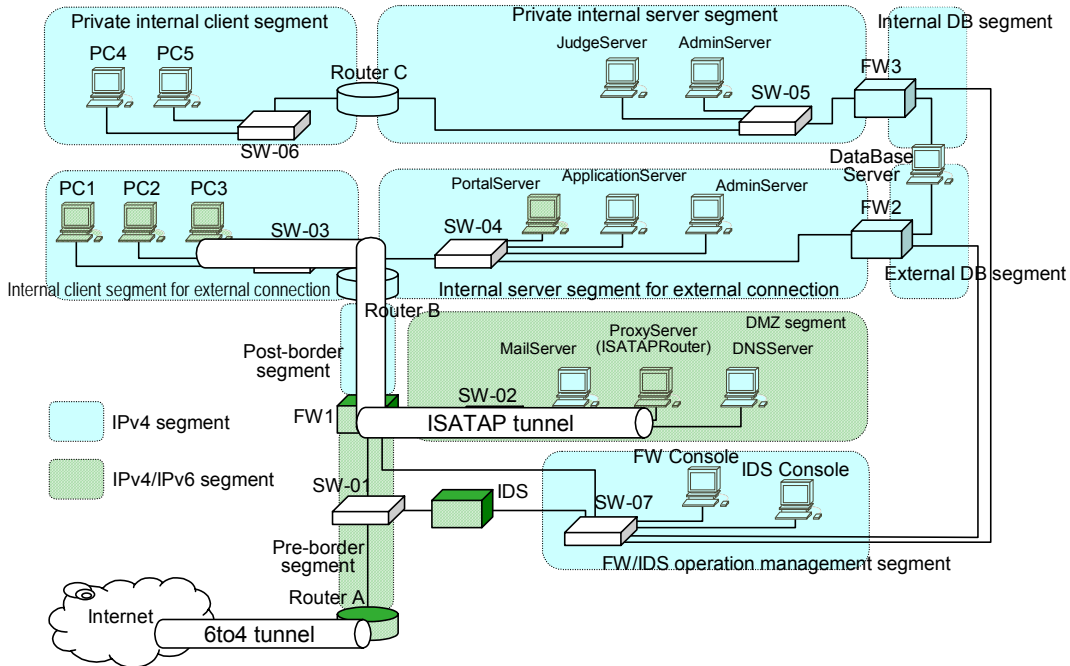 Private internal client segment
Private internal server segment
Internal DB segment
PC4
PC5
Router C
JudgeServer
AdminServer
FW3
SW-05
SW-06
DataBase
Server
PC1
PC2
PC3
PortalServer
ApplicationServer
AdminServer
SW-03
SW-04
FW2
External DB segment
Internal client segment for external connection
Internal server segment for external connection
Router B
Post-border
segment
MailServer
ProxyServer
(ISATAPRouter)
DMZ segment
DNSServer
SW-02
FW1
ISATAP tunnel
IPv4 segment
IPv4/IPv6 segment
SW-01
IDS
SW-07
FW Console
IDS Console
Pre-border
segment
FW/IDS operation management segment
Router A
Internet
6to4 tunnel